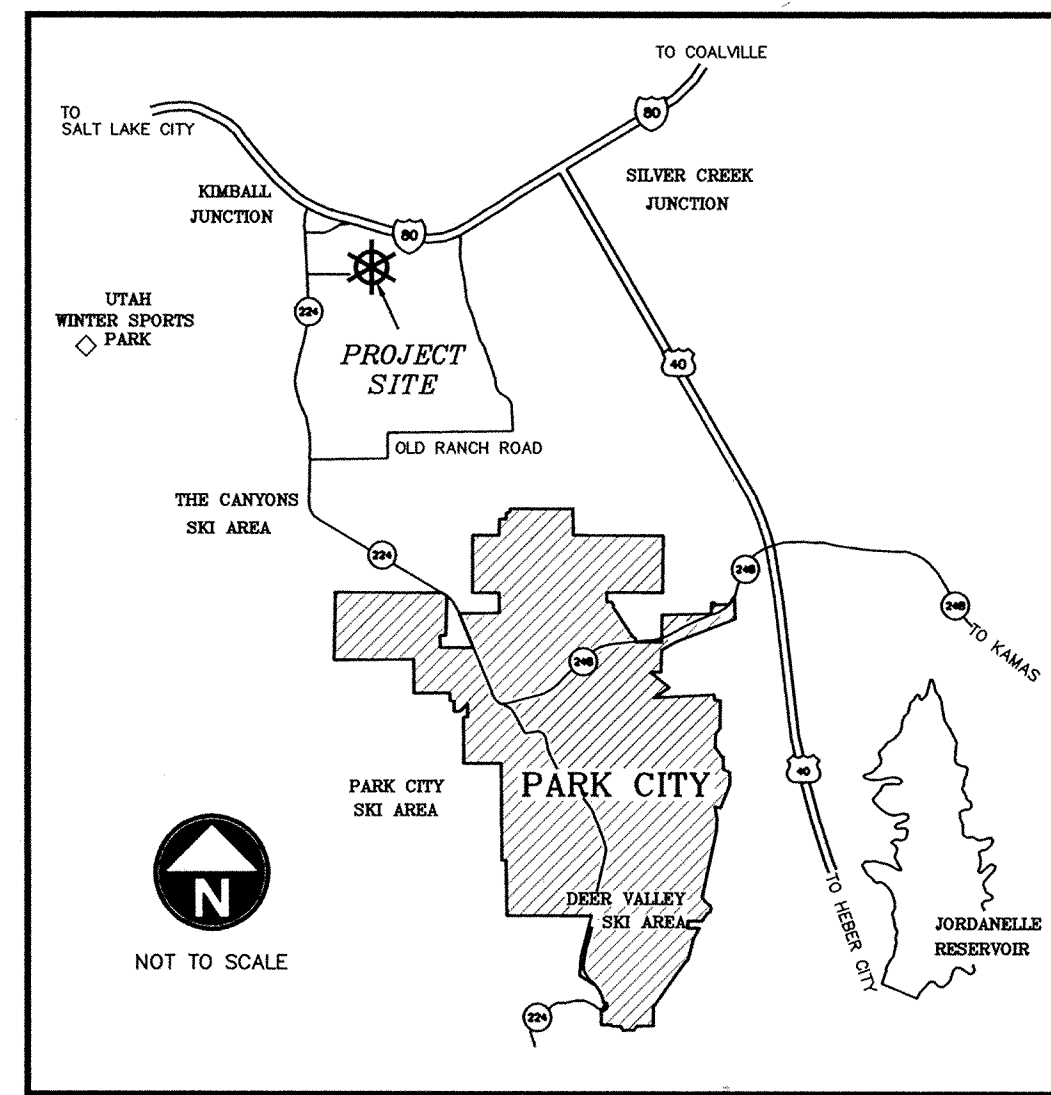 TO COALVILLE
TO
SALT LAKE CITY
80
SILVER CREEK
JUNCTION
KIMBALL
JUNCTION
80
UTAH
WINTER SPORTS
PARK
224
PROJECT
SITE
40
OLD RANCH ROAD
THE CANYONS
SKI AREA
224
248
248
TO KAMAS
248
PARK CITY
40
PARK CITY
SKI AREA
DEER VALLEY
SKI AREA
TO HEBER CITY
JORDANELLE
RESERVOIR
N
NOT TO SCALE
224